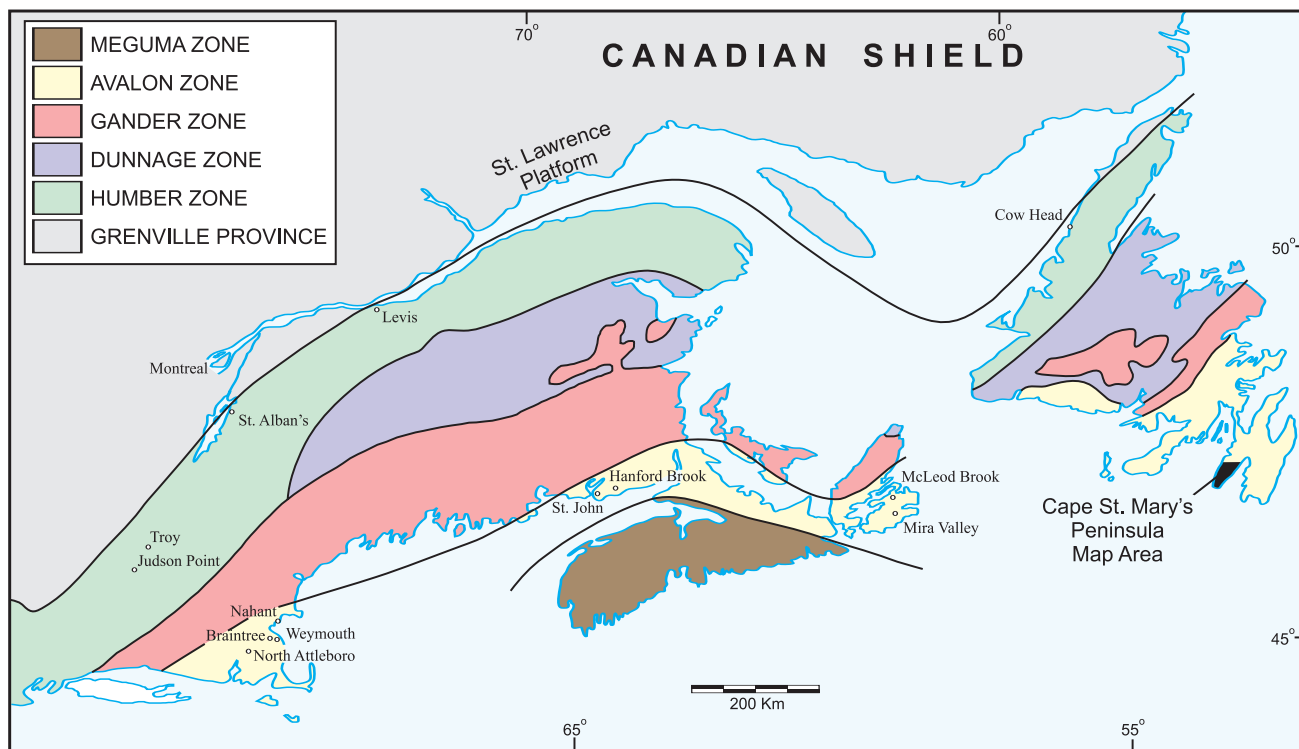 MEGUMA ZONE
AVALON ZONE
GANDER ZONE
DUNNAGE ZONE
HUMBER ZONE
GRENVILLE PROVINCE
70°
60°
CANADIAN SHIELD
St. Lawrence
Platform
Cow Head
50°
Levis
Montreal
St. Alban's
Hanford Brook
St. John
McLeod Brook
Mira Valley
Cape St. Mary's
Peninsula
Map Area
Troy
Judson Point
Nahant
Braintree
Weymouth
North Attleboro
45°
200 Km
65°
55°